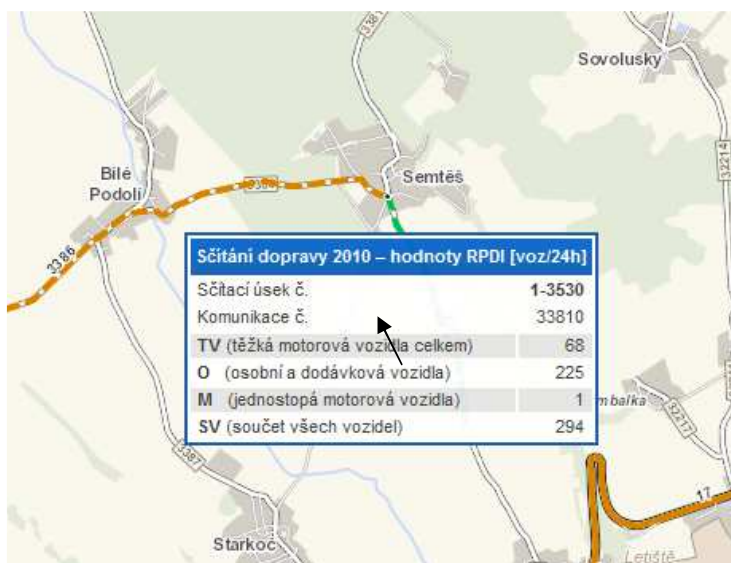 3381
Sovolusky
32214
Bílé
Podolí
3386
Semtěš
3386
Sčítání dopravy 2010 – hodnoty RPDI [voz/24h]
Sčítací úsek č. 1-3530
Komunikace č. 33810
TV (těžká motorová vozidla celkem) 68
O (osobní a dodávková vozidla) 225
M (jednostopá motorová vozidla) 1
SV (součet všech vozidel) 294
mbalka
32217
3387
17
Starkoč
Letiště